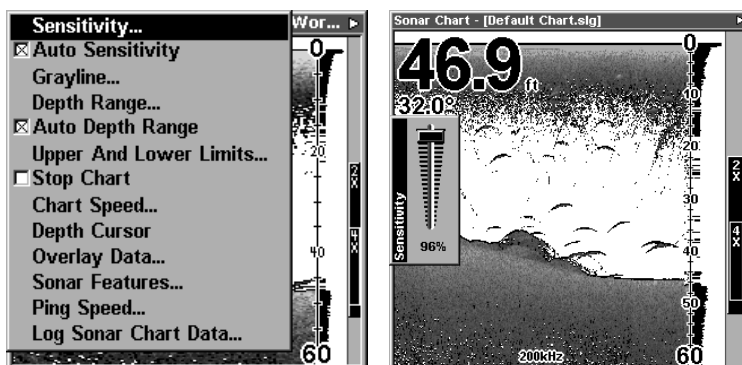 Sensitivity...
Auto Sensitivity
Grayline...
Depth Range...
Auto Depth Range
Upper And Lower Limits...
Stop Chart
Chart Speed...
Depth Cursor
Overlay Data...
Sonar Features...
Ping Speed...
Log Sonar Chart Data...
Wor...
0
20
40
60
2X
4X
Sonar Chart - [Default Chart.slg]
46.9 ft
32.0°
Sensitivity
96%
0
10
20
30
40
50
60
200kHz
2X
4X